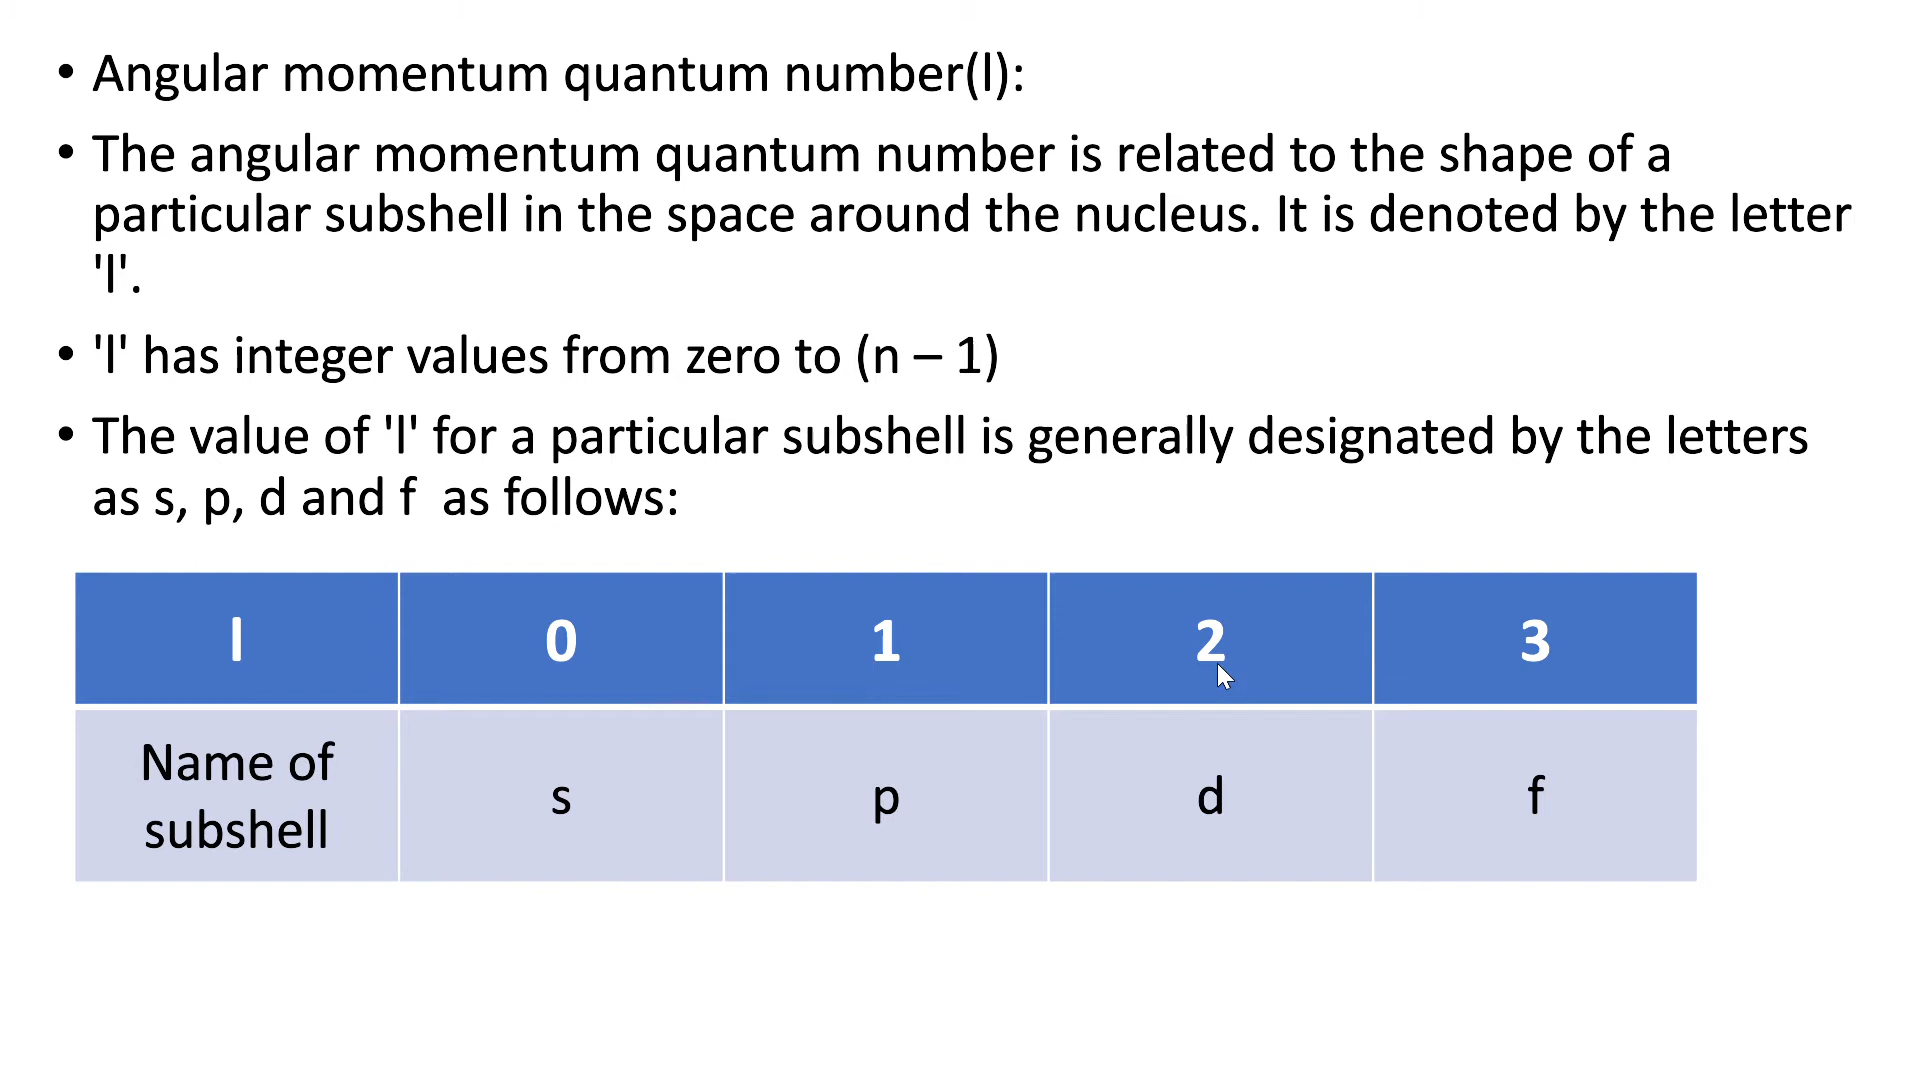 • Angular momentum quantum number(l):
• The angular momentum quantum number is related to the shape of a
particular subshell in the space around the nucleus. It is denoted by the letter
'l'.
• 'l' has integer values from zero to (n – 1)
• The value of 'l' for a particular subshell is generally designated by the letters
as s, p, d and f  as follows:
l 0 1 2 3
Name of
subshell s p d f